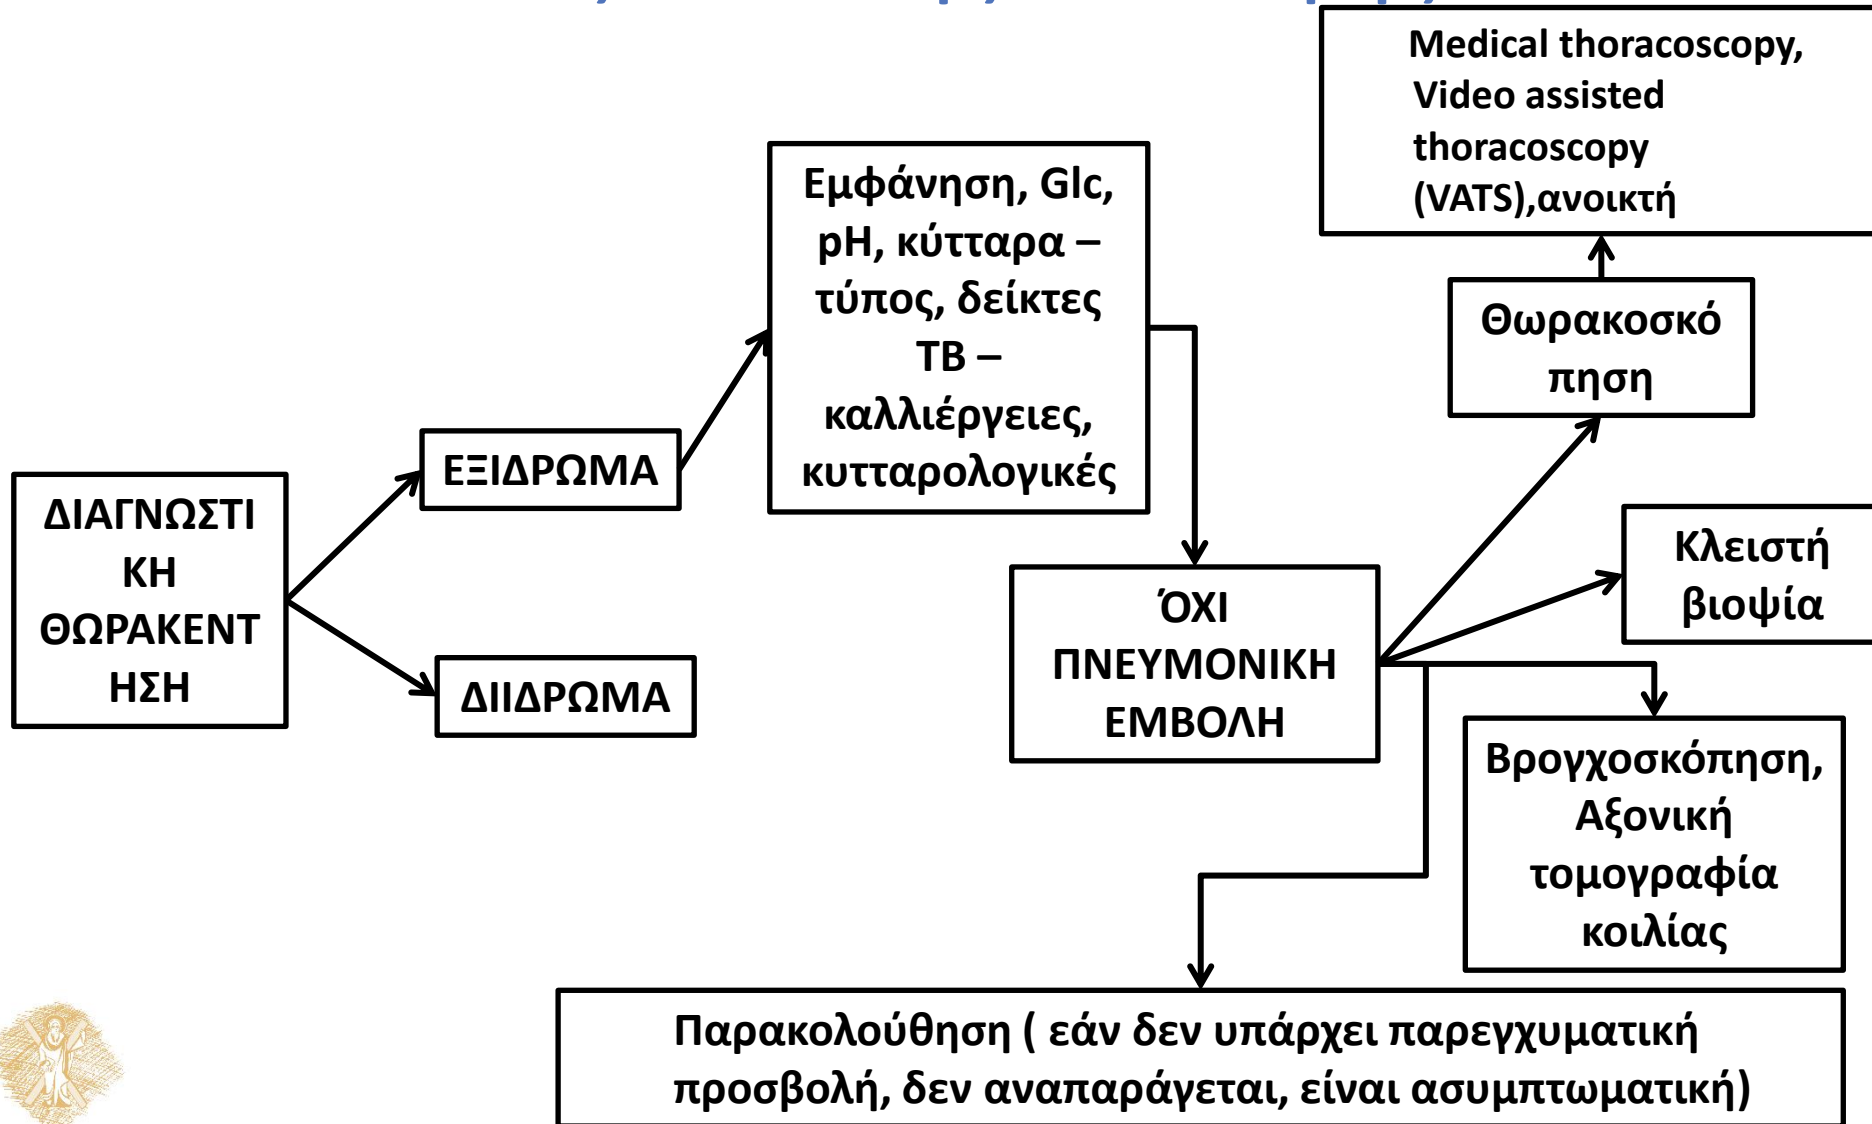 Medical thoracoscopy,
Video assisted
thoracoscopy
(VATS),ανοικτή
Εμφάνηση, Glc,
pH, κύτταρα –
τύπος, δείκτες
TB –
καλλιέργειες,
κυτταρολογικές
Θωρακοσκό
πηση
ΕΞΙΔΡΩΜΑ
ΔΙΑΓΝΩΣΤΙ
ΚΗ
ΘΩΡΑΚΕΝΤ
ΗΣΗ
Κλειστή
βιοψία
ΌΧΙ
ΠΝΕΥΜΟΝΙΚΗ
ΕΜΒΟΛΗ
ΔΙΙΔΡΩΜΑ
Βρογχοσκόπηση,
Αξονική
τομογραφία
κοιλίας
Παρακολούθηση ( εάν δεν υπάρχει παρεγχυματική
προσβολή, δεν αναπαράγεται, είναι ασυμπτωματική)